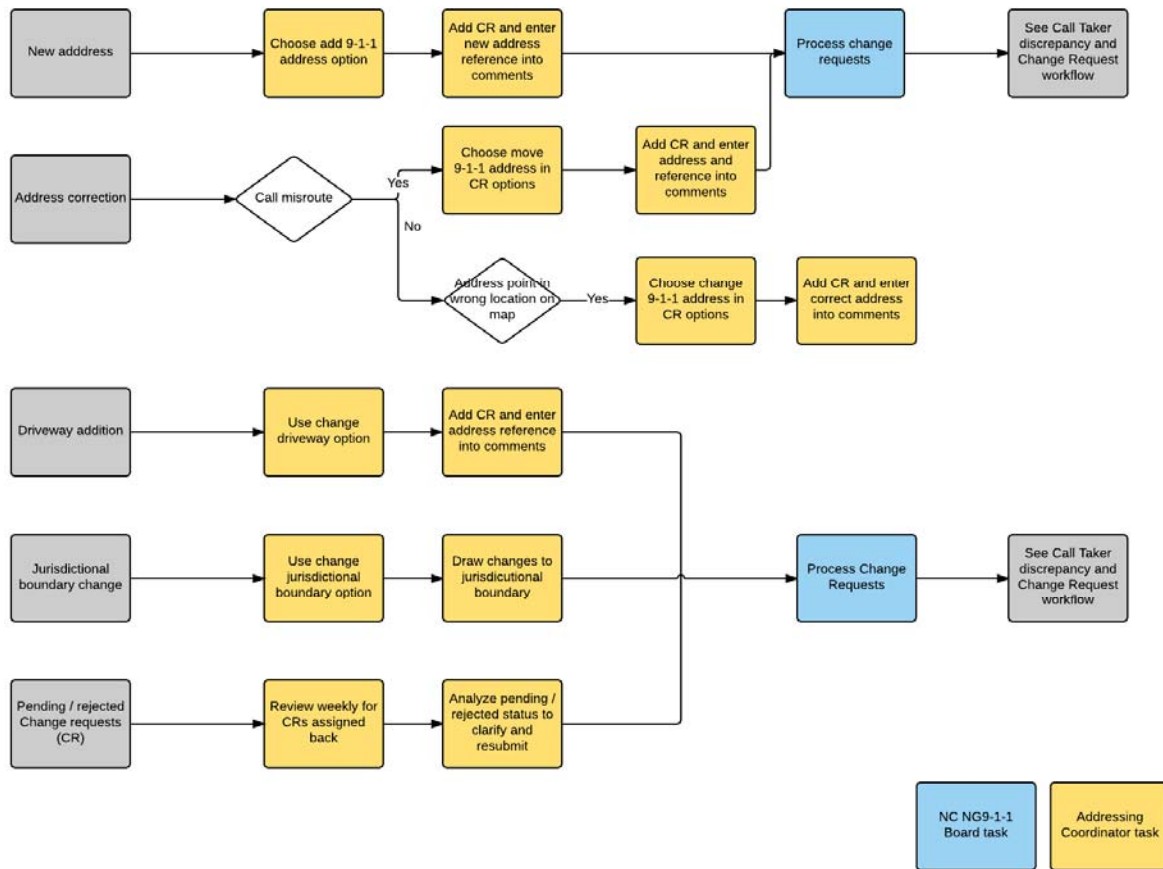 New adddress
Choose add 9-1-1
address option
Add CR and enter
new address
reference into
comments
Process change
requests
See Call Taker
discrepancy and
Change Request
workflow
Address correction
Call misroute
Yes
Choose move
9-1-1 address in
CR options
Add CR and enter
address and
reference into
comments
No
Address point in
wrong location on
map
Yes
Choose change
9-1-1 address in
CR options
Add CR and enter
correct address
into comments
Driveway addition
Use change
driveway option
Add CR and enter
address reference
into comments
Jurisdictional
boundary change
Use change
jurisdictional
boundary option
Draw changes to
jurisdicutional
boundary
Process Change
Requests
See Call Taker
discrepancy and
Change Request
workflow
Pending / rejected
Change requests
(CR)
Review weekly for
CRs assigned
back
Analyze pending /
rejected status to
clarify and
resubmit
NC NG9-1-1
Board task
Addressing
Coordinator task